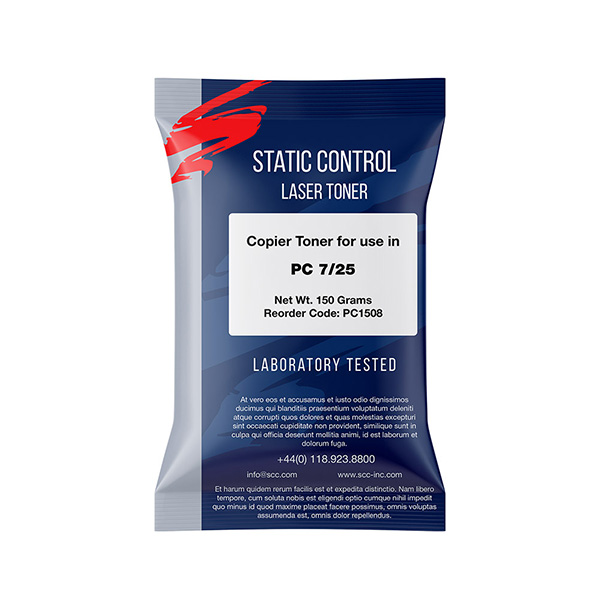 STATIC CONTROL
LASER TONER
Copier Toner for use in
PC 7/25
Net Wt. 150 Grams
Reorder Code: PC1508
LABORATORY TESTED
At vero eos et accusamus et iusto odio dignissimos
ducimus qui blanditiis praesentium voluptatum deleniti
atque corrupti quos dolores et quas molestias excepturi
sint occaecati cupiditate non provident, similique sunt in
culpa qui officia deserunt mollitia animi, id est laborum et
dolorum fuga.
+44(0) 118.923.8800
info@scc.com www.scc-inc.com
Et harum quidem rerum facilis est et expedita distinctio. Nam libero
tempore, cum soluta nobis est eligendi optio cumque nihil impedit
quo minus id quod maxime placeat facere possimus, omnis voluptas
assumenda est, omnis dolor repellendus.